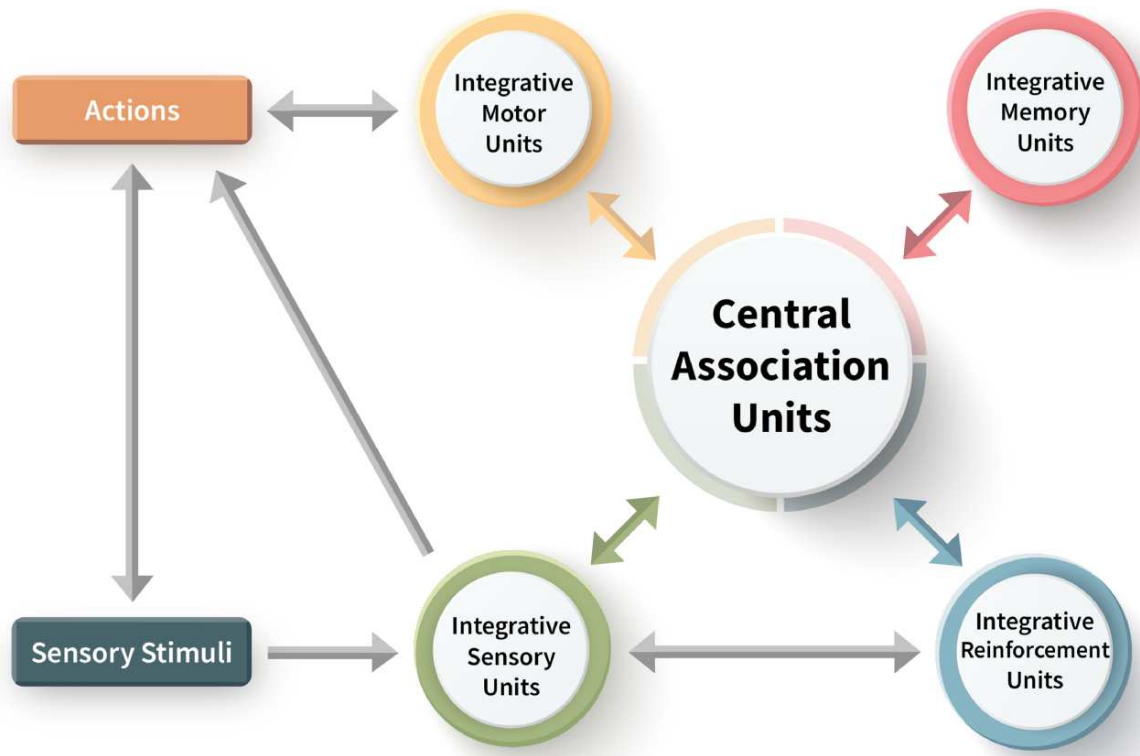 Actions
Integrative
Motor
Units
Integrative
Memory
Units
Central
Association
Units
Sensory Stimuli
Integrative
Sensory
Units
Integrative
Reinforcement
Units